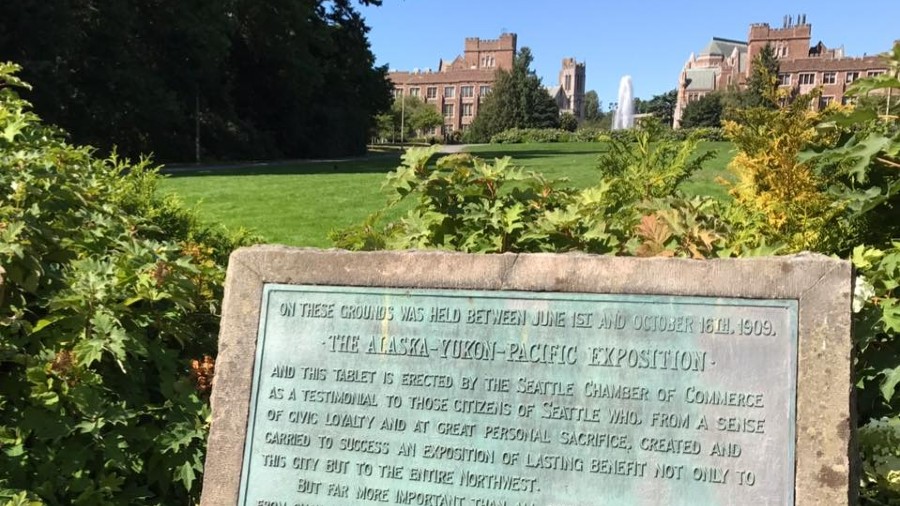 ON THESE GROUNDS WAS HELD BETWEEN JUNE 1ST AND OCTOBER 16TH, 1909,
·THE ALASKA-YUKON-PACIFIC EXPOSITION·
AND THIS TABLET IS ERECTED BY THE SEATTLE CHAMBER OF COMMERCE
AS A TESTIMONIAL TO THOSE CITIZENS OF SEATTLE WHO, FROM A SENSE
OF CIVIC LOYALTY AND AT GREAT PERSONAL SACRIFICE, CREATED AND
CARRIED TO SUCCESS AN EXPOSITION OF LASTING BENEFIT NOT ONLY TO
THIS CITY BUT TO THE ENTIRE NORTHWEST.
BUT FAR MORE IMPORTANT THAN